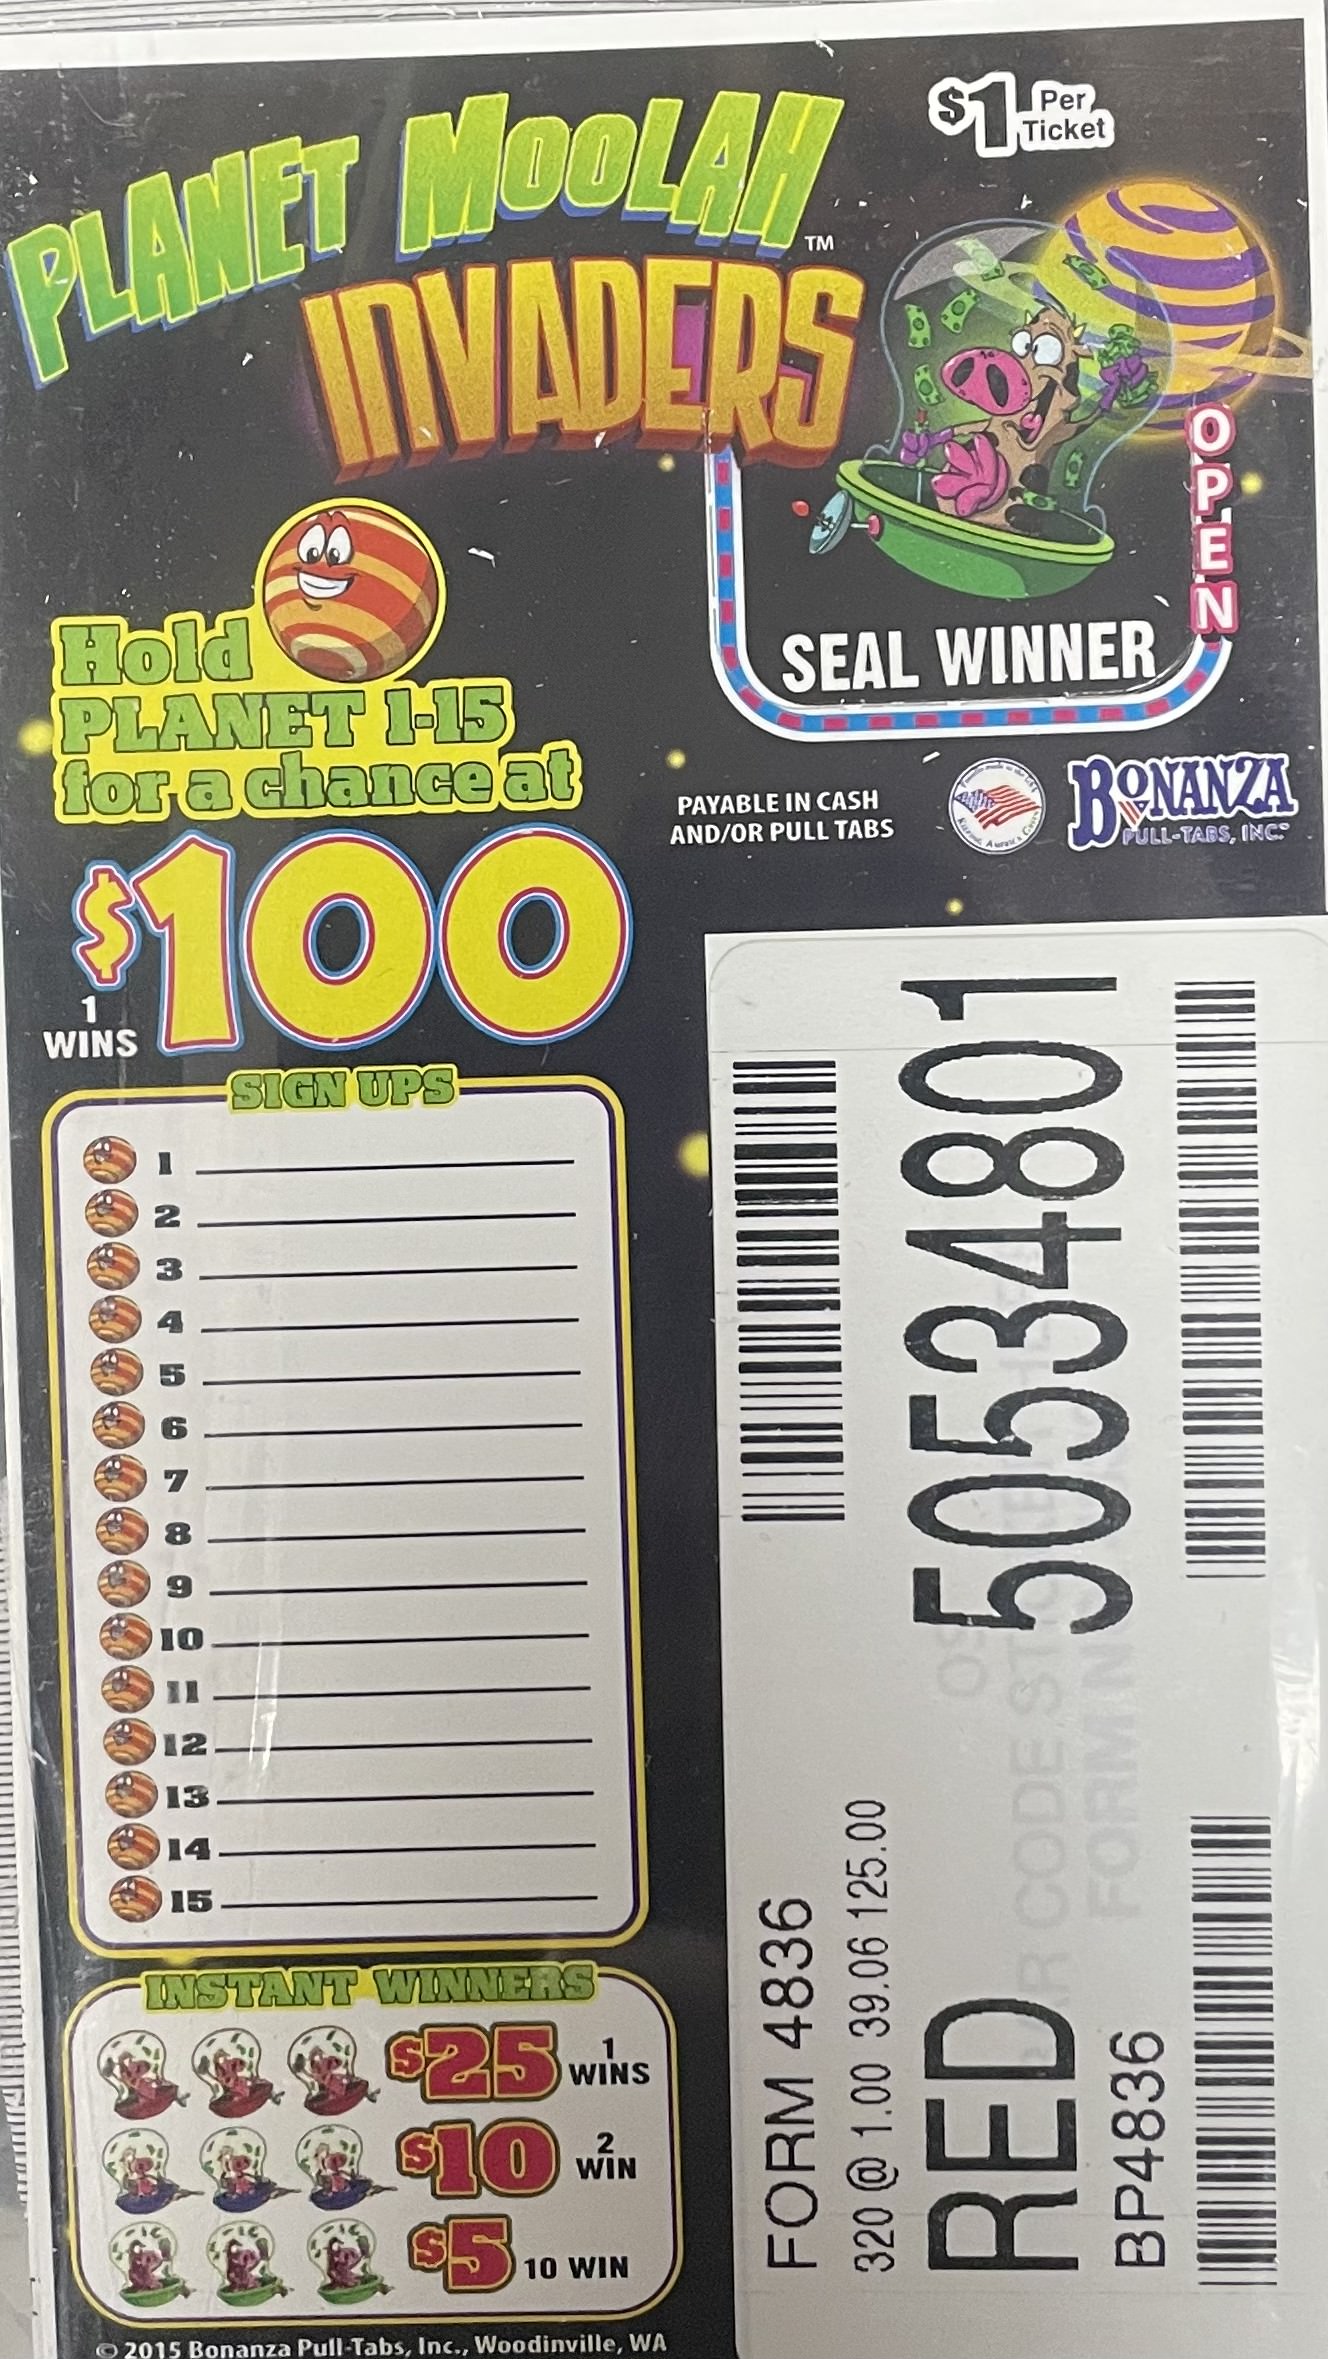 $1 Per
Ticket
PLANET MOOLAH
™
INVADERS
OPEN
SEAL WINNER
Hold
PLANET 1-15
for a chance at
$100
1
WINS
PAYABLE IN CASH
AND/OR PULL TABS
BONANZA
PULL-TABS, INC.
SIGN UPS
1
2
3
4
5
6
7
8
9
10
11
12
13
14
15
INSTANT WINNERS
$25 1
WINS
$10 2
WIN
$5 10 WIN
© 2015 Bonanza Pull-Tabs, Inc., Woodinville, WA
FORM 4836
320 @ 1.00 39.06 125.00
RED 50534801
BP4836